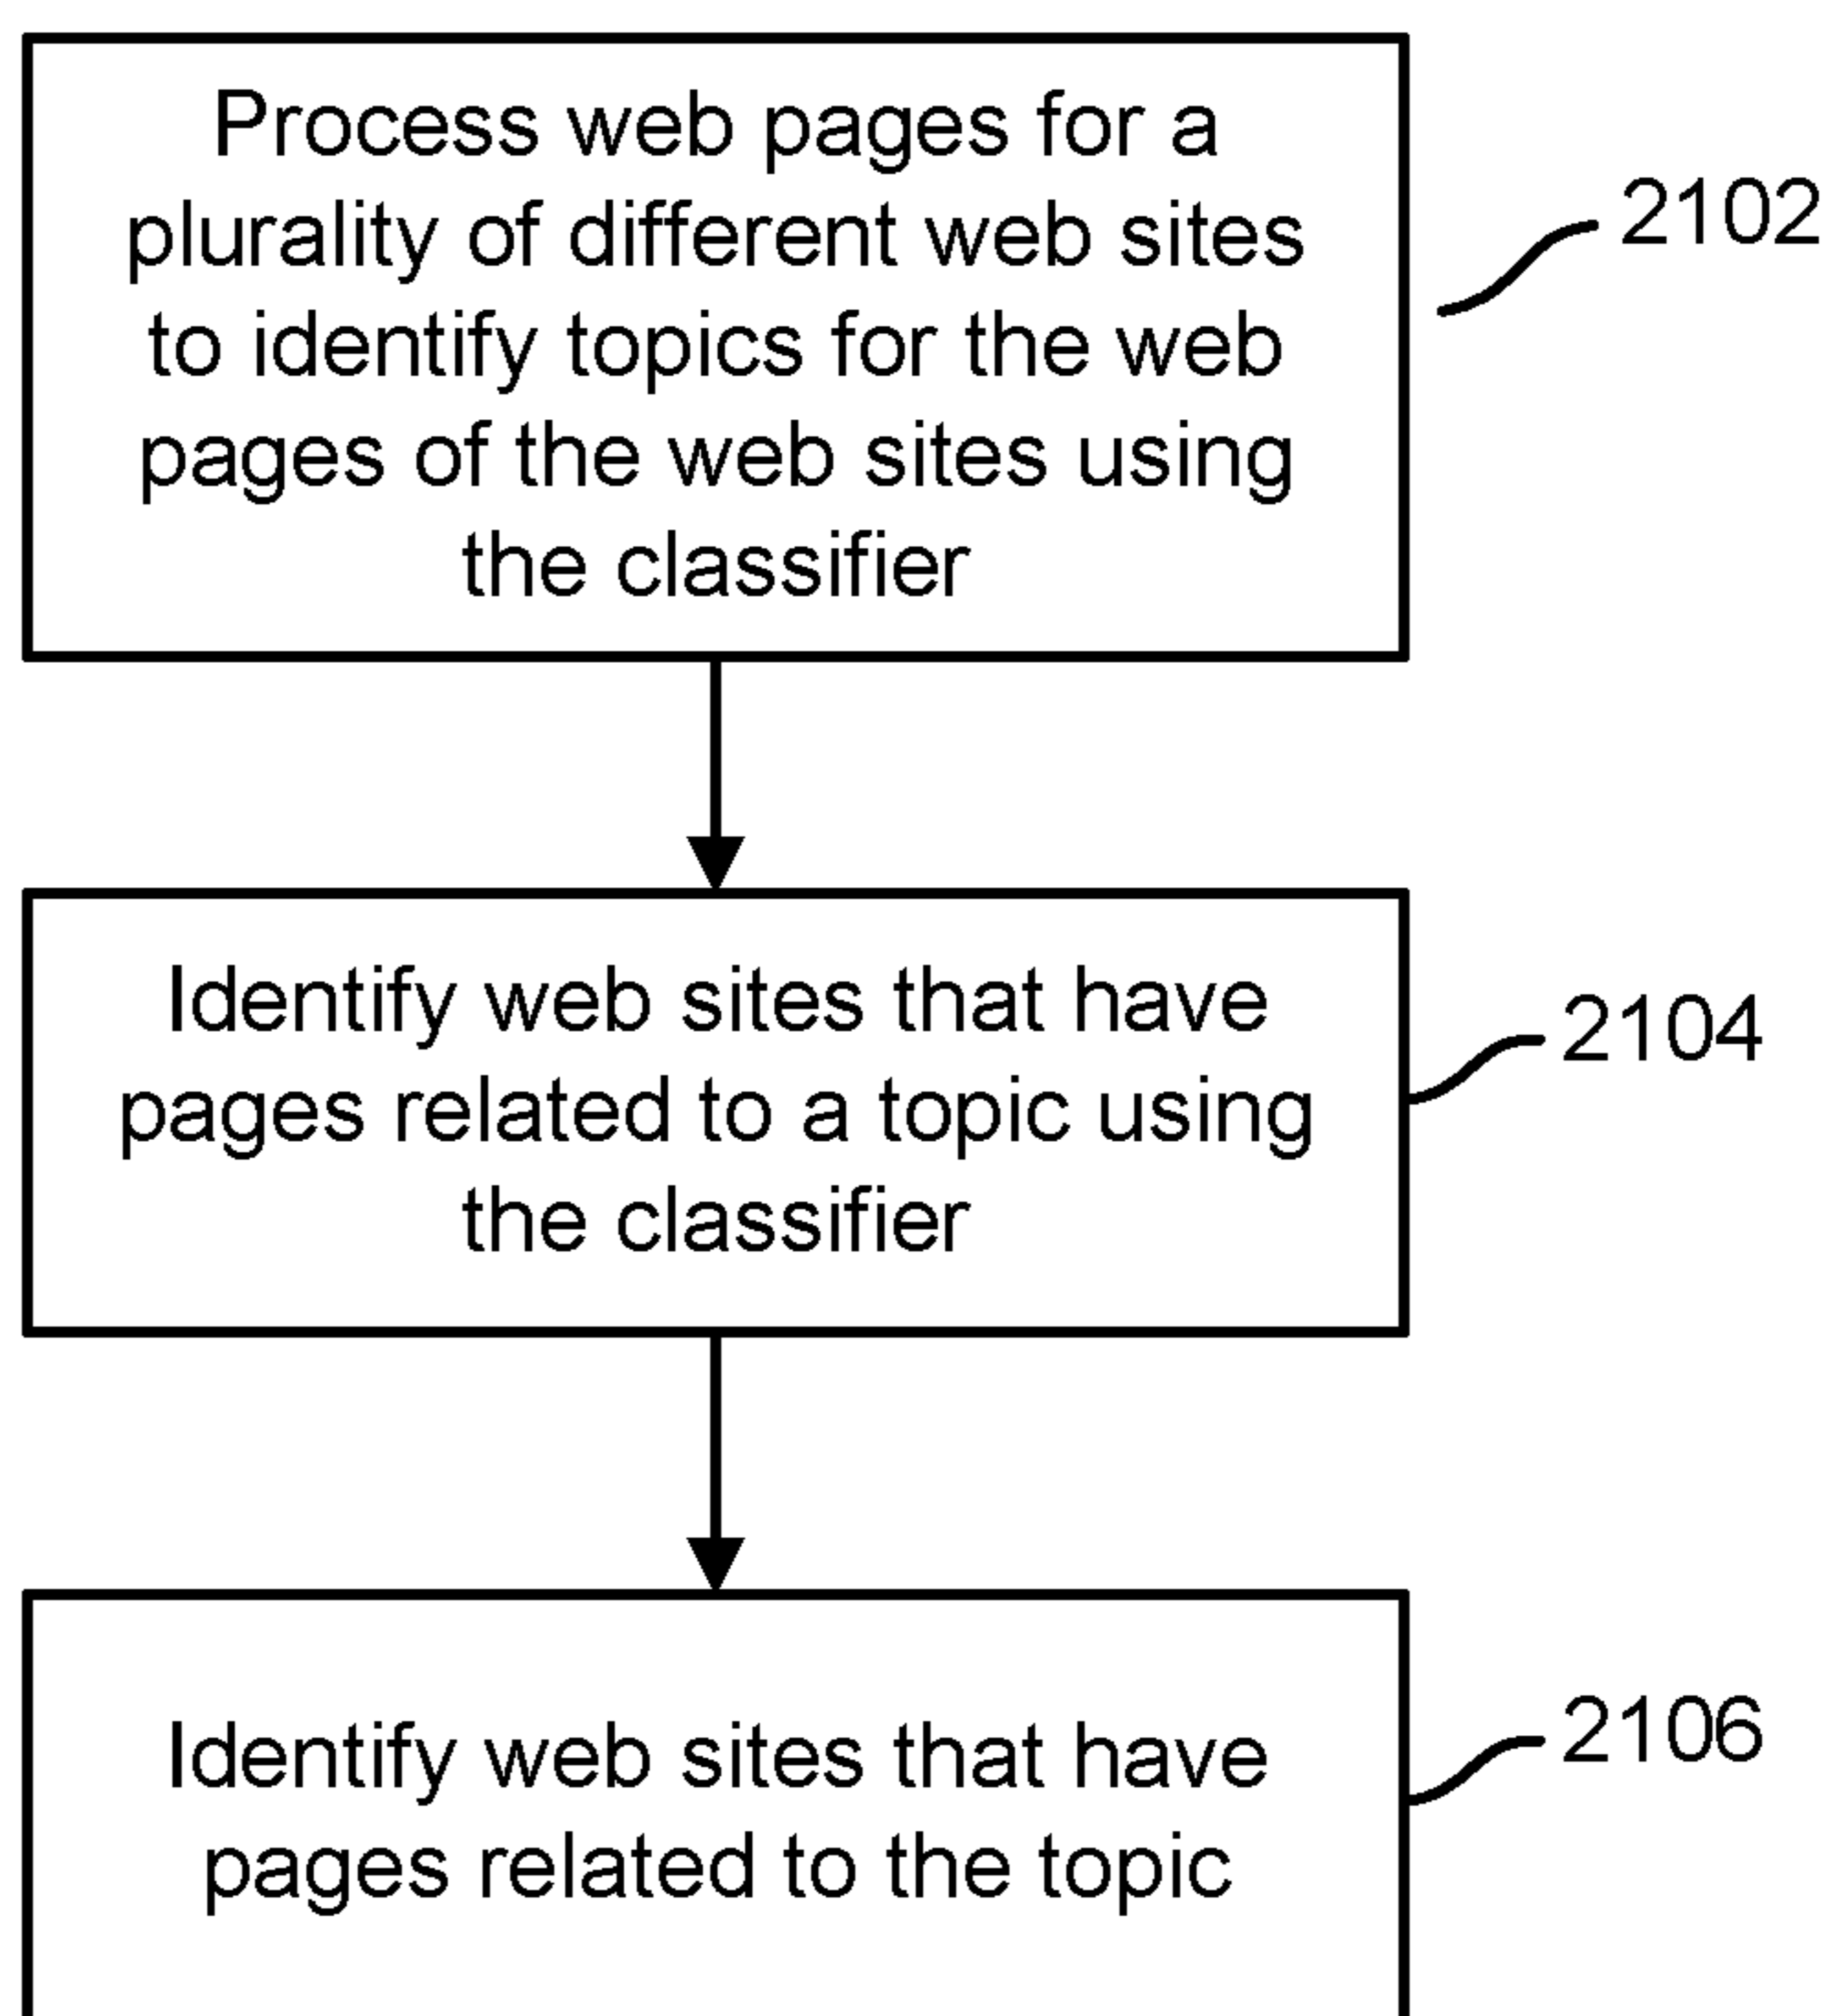 Process web pages for a
plurality of different web sites
to identify topics for the web
pages of the web sites using
the classifier
2102
Identify web sites that have
pages related to a topic using
the classifier
2104
Identify web sites that have
pages related to the topic
2106